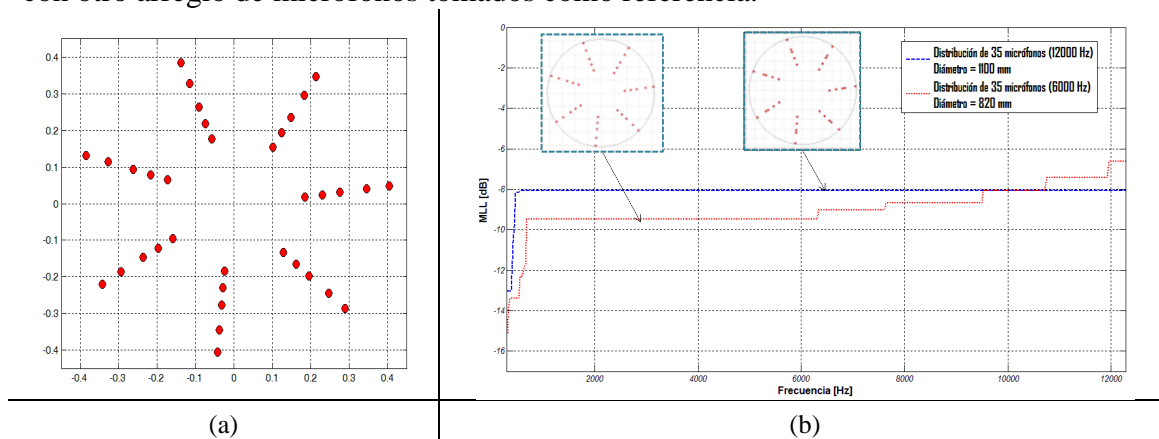 con otro arreglo de micrófonos tomados como referencia.
0.4
0.3
0.2
0.1
0
-0.1
-0.2
-0.3
-0.4
-0.4 -0.3 -0.2 -0.1 0 0.1 0.2 0.3 0.4
(a)
MLL [dB]
0
-2
-4
-6
-8
-10
-12
-14
-16
Distribución de 35 micrófonos (12000 Hz)
Diámetro = 1100 mm
Distribución de 35 micrófonos (6000 Hz)
Diámetro = 820 mm
2000 4000 6000 8000 10000 12000
Frecuencia [Hz]
(b)